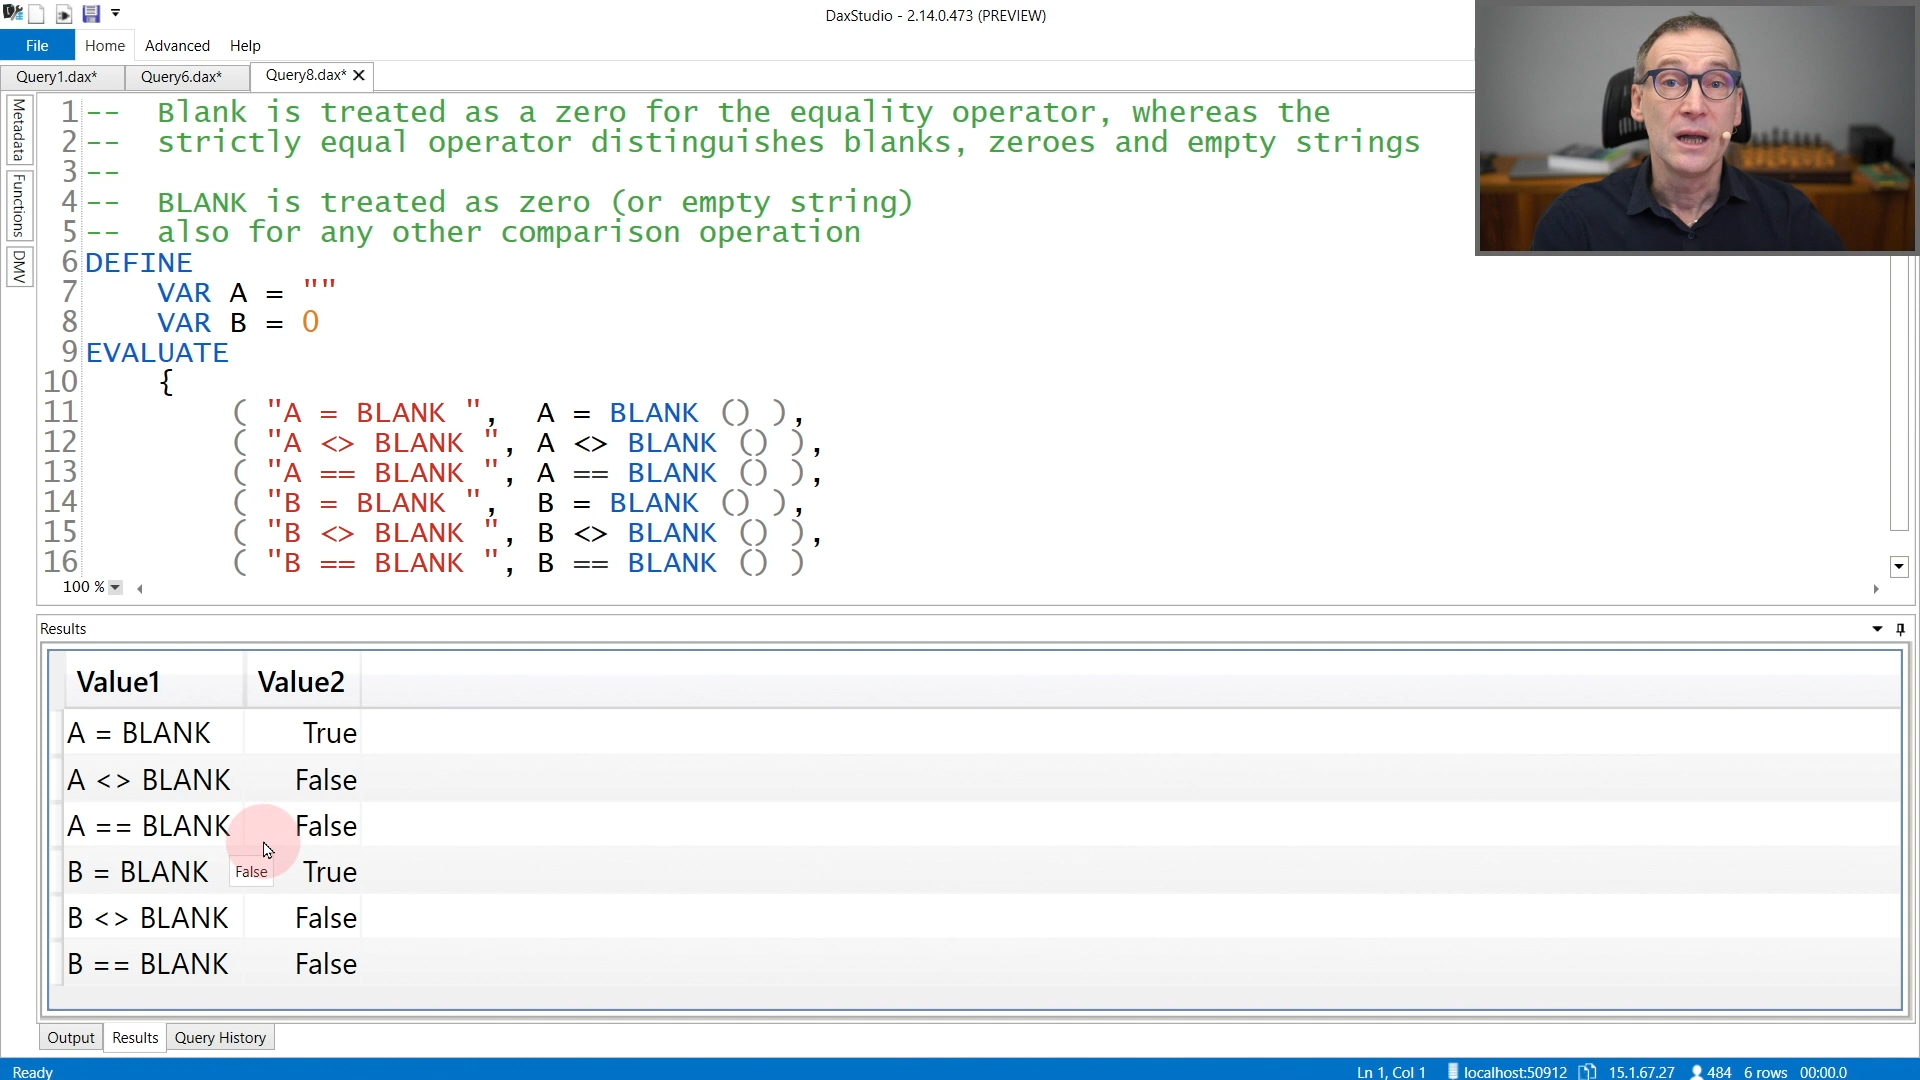 DaxStudio - 2.14.0.473 (PREVIEW)
File Home Advanced Help
Query1.dax* Query6.dax* Query8.dax*
Metadata
Functions
DMV
1 -- Blank is treated as a zero for the equality operator, whereas the
2 -- strictly equal operator distinguishes blanks, zeroes and empty strings
3 --
4 -- BLANK is treated as zero (or empty string)
5 -- also for any other comparison operation
6 DEFINE
7 VAR A = ""
8 VAR B = 0
9 EVALUATE
10 {
11 ( "A = BLANK ", A = BLANK () ),
12 ( "A <> BLANK ", A <> BLANK () ),
13 ( "A == BLANK ", A == BLANK () ),
14 ( "B = BLANK ", B = BLANK () ),
15 ( "B <> BLANK ", B <> BLANK () ),
16 ( "B == BLANK ", B == BLANK () )
100 %
Results
Value1 Value2
A = BLANK True
A <> BLANK False
A == BLANK False
B = BLANK True
False
B <> BLANK False
B == BLANK False
Output Results Query History
Ready Ln 1, Col 1 localhost:50912 15.1.67.27 484 6 rows 00:00.0